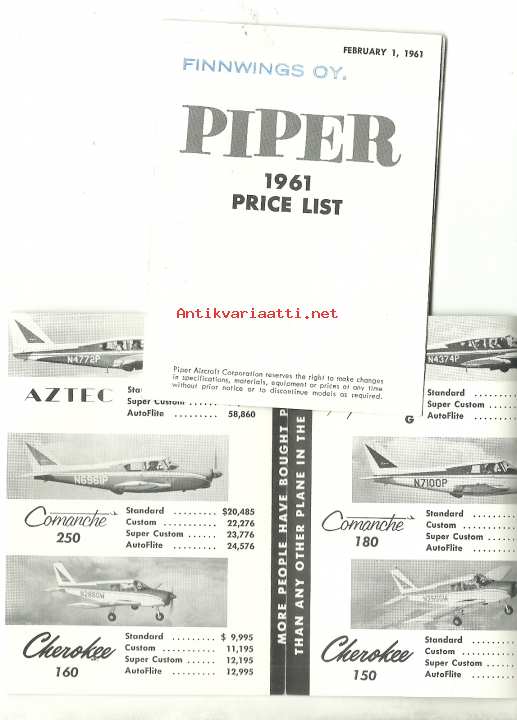 FEBRUARY 1, 1961
FINNWINGS OY.
PIPER
1961
PRICE LIST
Antikvariaatti.net
Piper Aircraft Corporation reserves the right to make changes
in specifications, materials, equipment or prices at any time
without prior notice or to discontinue models as required.
N4772P
AZTEC
Super Custom
AutoFlite 58,860
N6961P
Comanche
250
Standard .......... $20,485
Custom .......... 22,276
Super Custom ...... 23,776
AutoFlite .......... 24,576
N2880W
Cherokee
160
Standard .......... $ 9,995
Custom .......... 11,195
Super Custom ...... 12,195
AutoFlite .......... 12,995
MORE PEOPLE HAVE BOUGHT P
THAN ANY OTHER PLANE IN THE
N4374P
G
Standard ........
Super Custom ....
AutoFlite ........
N7100P
Comanche
180
Standard ........
Custom ........
Super Custom ....
AutoFlite ........
Cherokee
150
Standard ........
Custom ........
Super Custom ....
AutoFlite ........